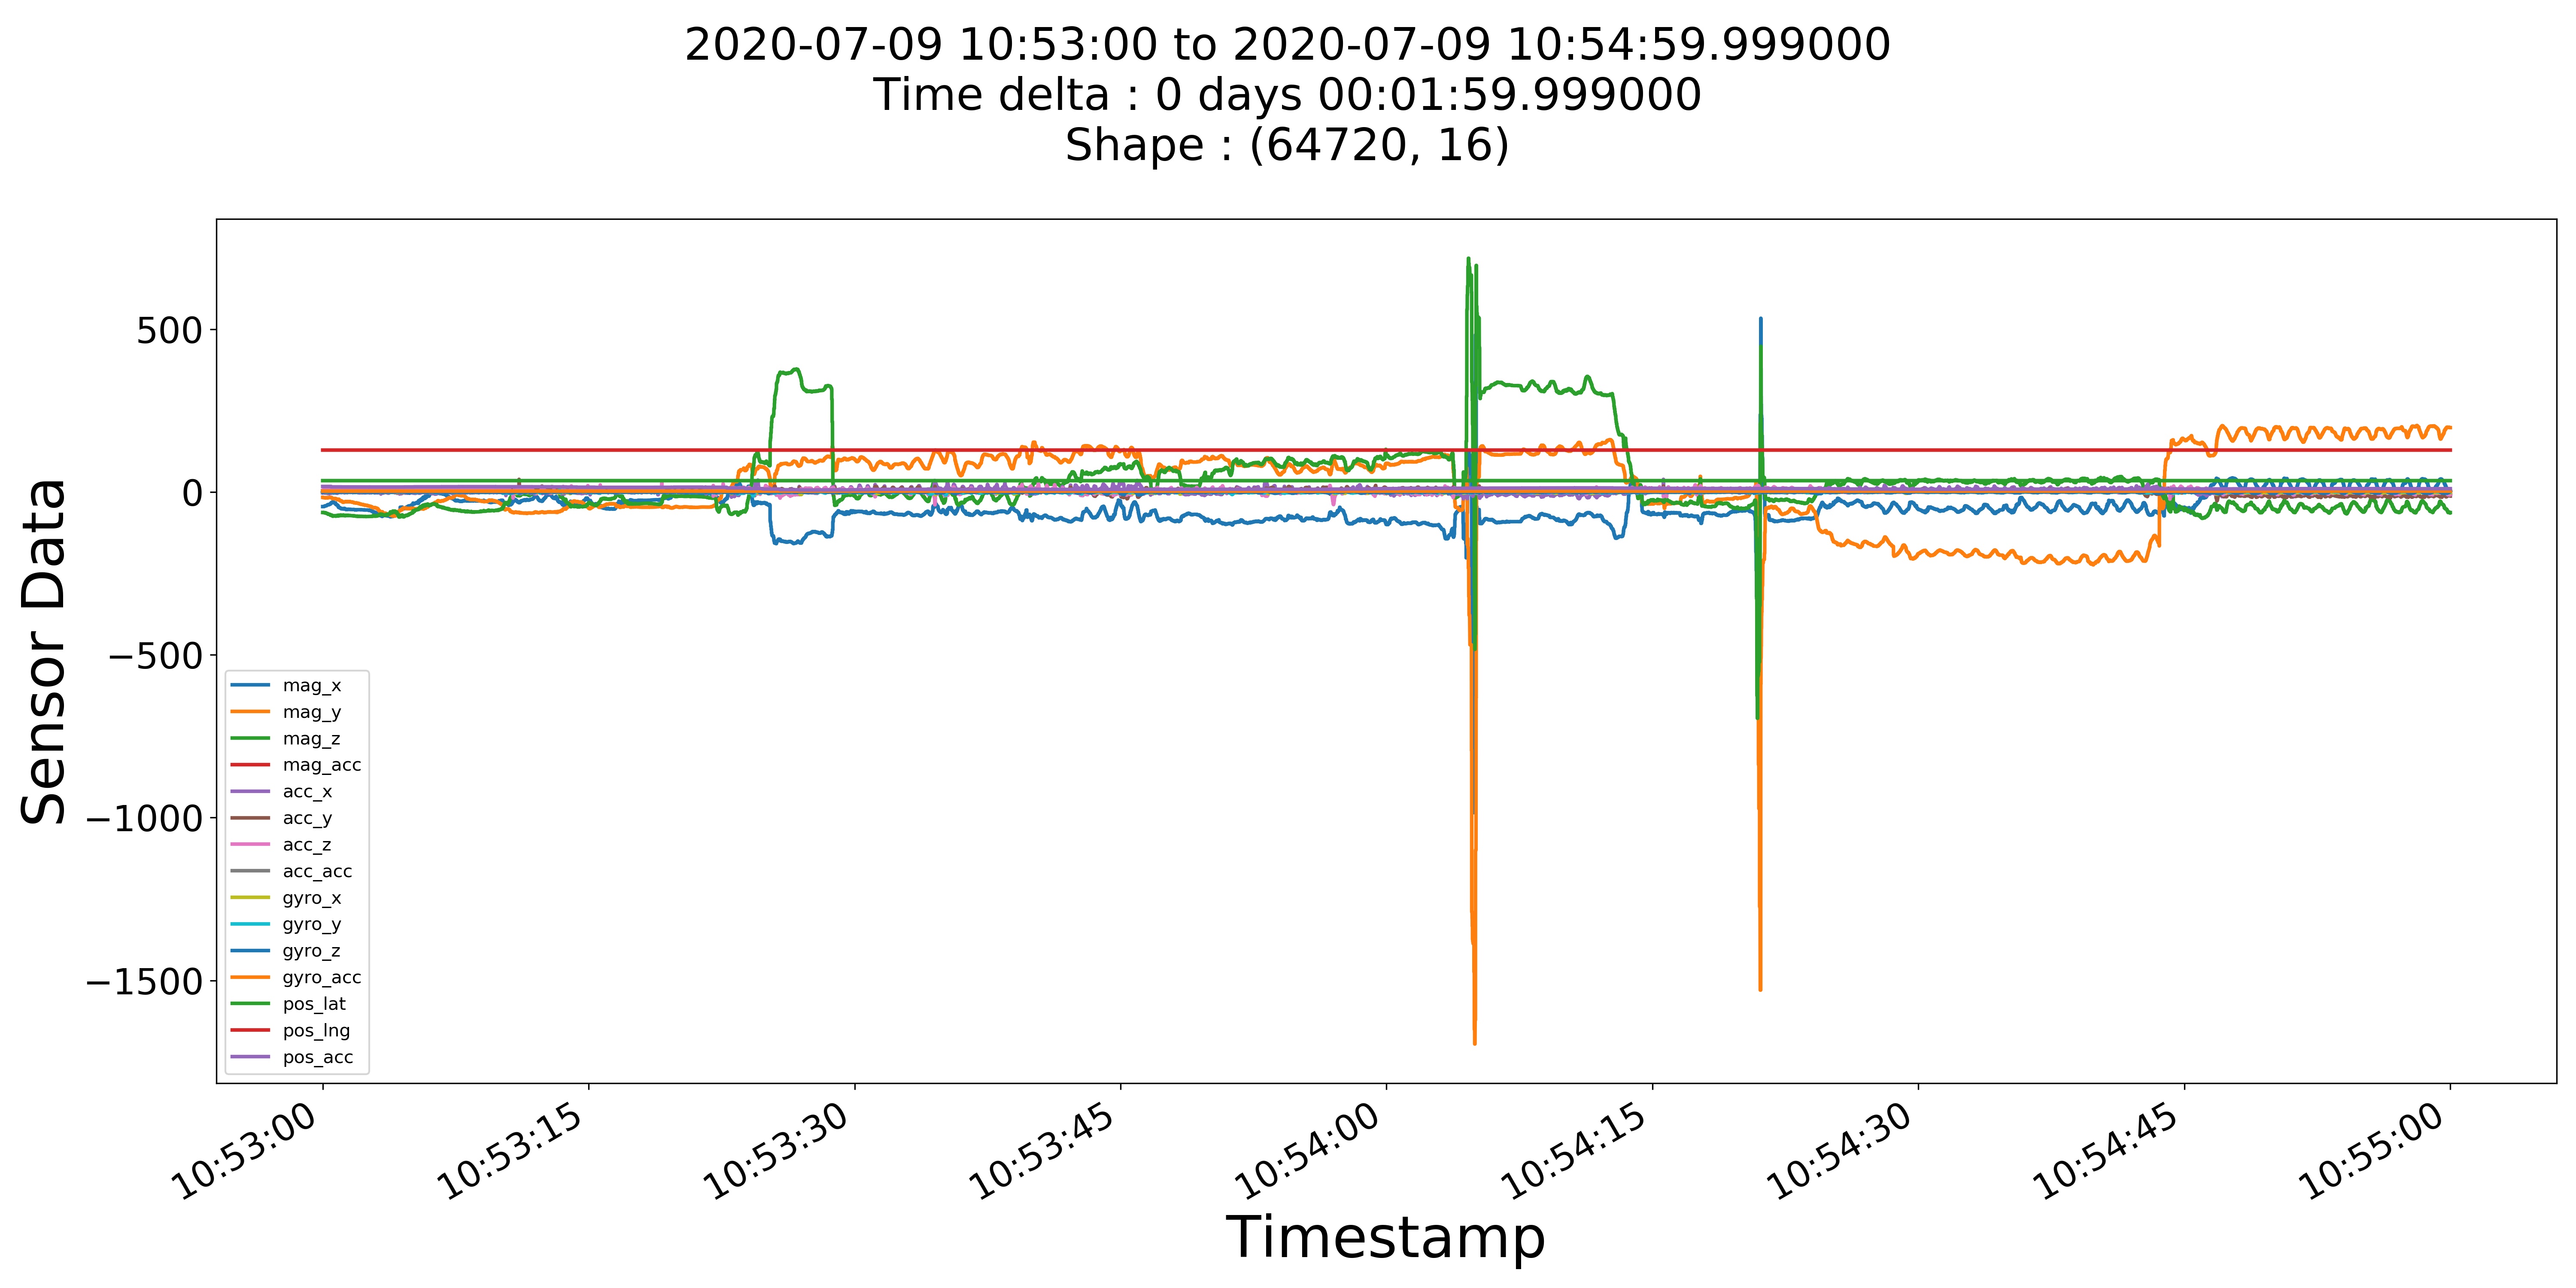 2020-07-09 10:53:00 to 2020-07-09 10:54:59.999000
Time delta : 0 days 00:01:59.999000
Shape : (64720, 16)
Sensor Data
500
0
−500
−1000
−1500
mag_x
mag_y
mag_z
mag_acc
acc_x
acc_y
acc_z
acc_acc
gyro_x
gyro_y
gyro_z
gyro_acc
pos_lat
pos_lng
pos_acc
10:53:00
10:53:15
10:53:30
10:53:45
10:54:00
10:54:15
10:54:30
10:54:45
10:55:00
Timestamp